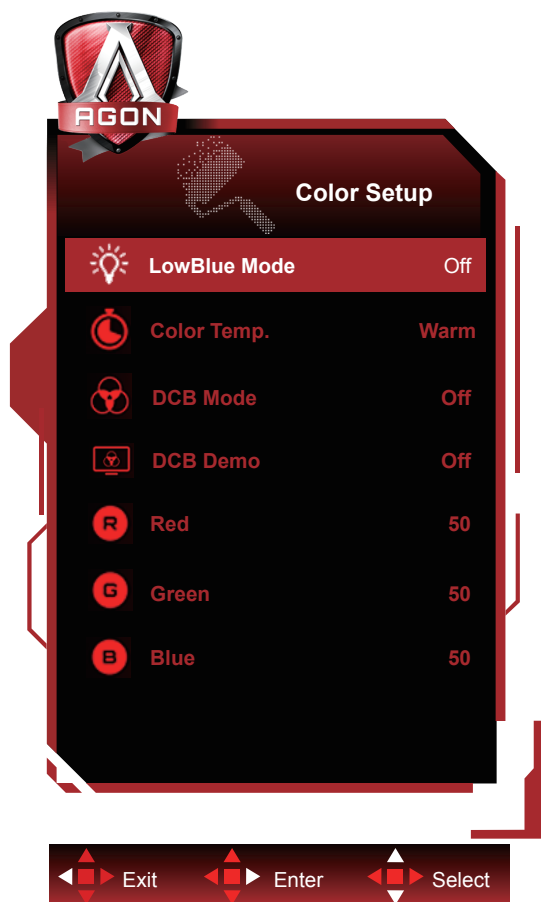 AGON
Color Setup
LowBlue Mode Off
Color Temp. Warm
DCB Mode Off
DCB Demo Off
R Red 50
G Green 50
B Blue 50
Exit Enter Select